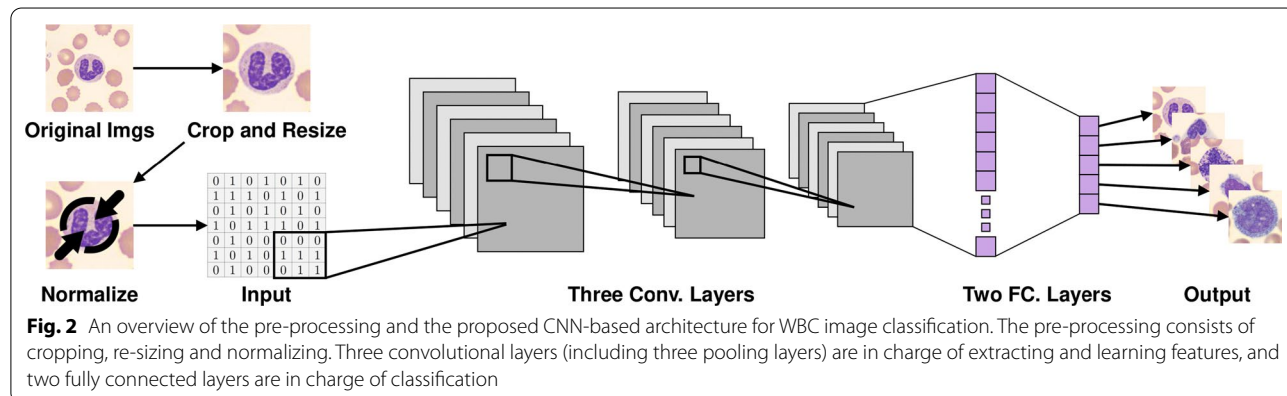 Original Imgs Crop and Resize
0 1 0 1 0 1 0
1 1 1 0 1 0 1
0 1 0 1 0 1 0
1 0 1 1 1 0 1
0 1 0 0 0 0 0
1 0 1 0 1 1 1
0 1 0 0 0 1 1
Normalize Input Three Conv. Layers Two FC. Layers Output
Fig. 2 An overview of the pre-processing and the proposed CNN-based architecture for WBC image classification. The pre-processing consists of
cropping, re-sizing and normalizing. Three convolutional layers (including three pooling layers) are in charge of extracting and learning features, and
two fully connected layers are in charge of classification